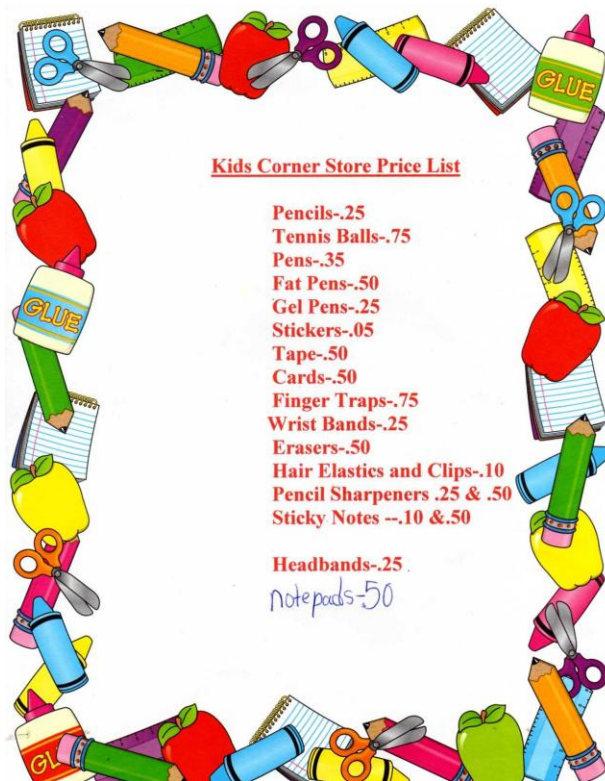 GLUE
Kids Corner Store Price List
Pencils-.25
Tennis Balls-.75
Pens-.35
Fat Pens-.50
Gel Pens-.25
Stickers-.05
GLUE
Tape-.50
Cards-.50
Finger Traps-.75
Wrist Bands-.25
Erasers-.50
Hair Elastics and Clips-.10
Pencil Sharpeners .25 & .50
Sticky Notes --.10 &.50
Headbands-.25
notepads-50
GL